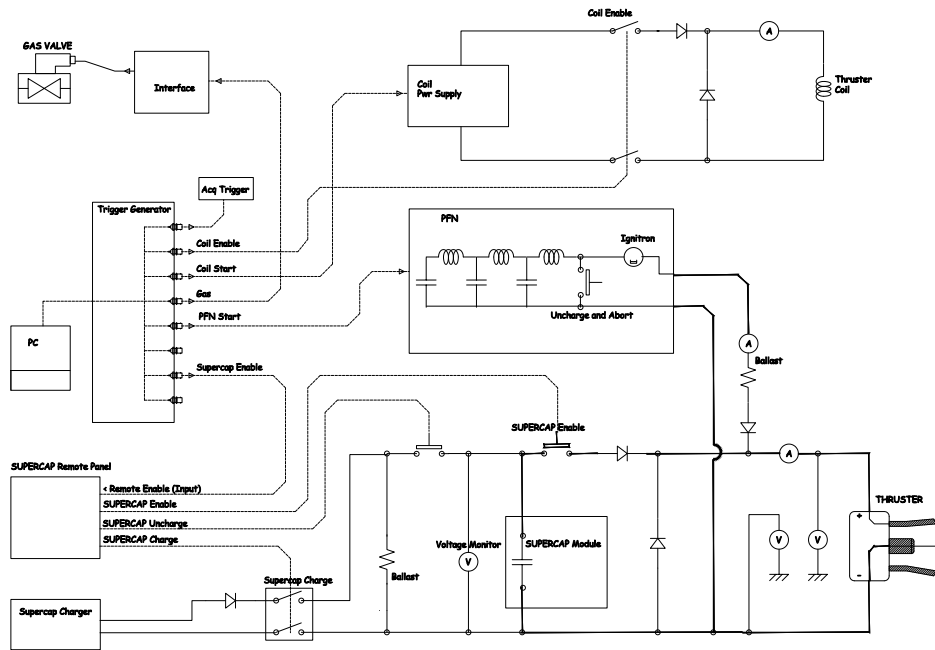 Coil Enable
A
GAS VALVE
Interface
Coil
Pwr Supply
Thruster
Coil
Acq Trigger
Trigger Generator
PFN
Coil Enable
Ignitron
Coil Start
Gas
PFN Start
Uncharge and Abort
PC
A
Ballast
Supercap Enable
SUPERCAP Enable
A
SUPERCAP Remote Panel
< Remote Enable (Input)
SUPERCAP Enable
THRUSTER
+
SUPERCAP Uncharge
SUPERCAP Charge
Voltage Monitor
SUPERCAP Module
V
V
V
Ballast
-
Supercap Charge
Supercap Charger